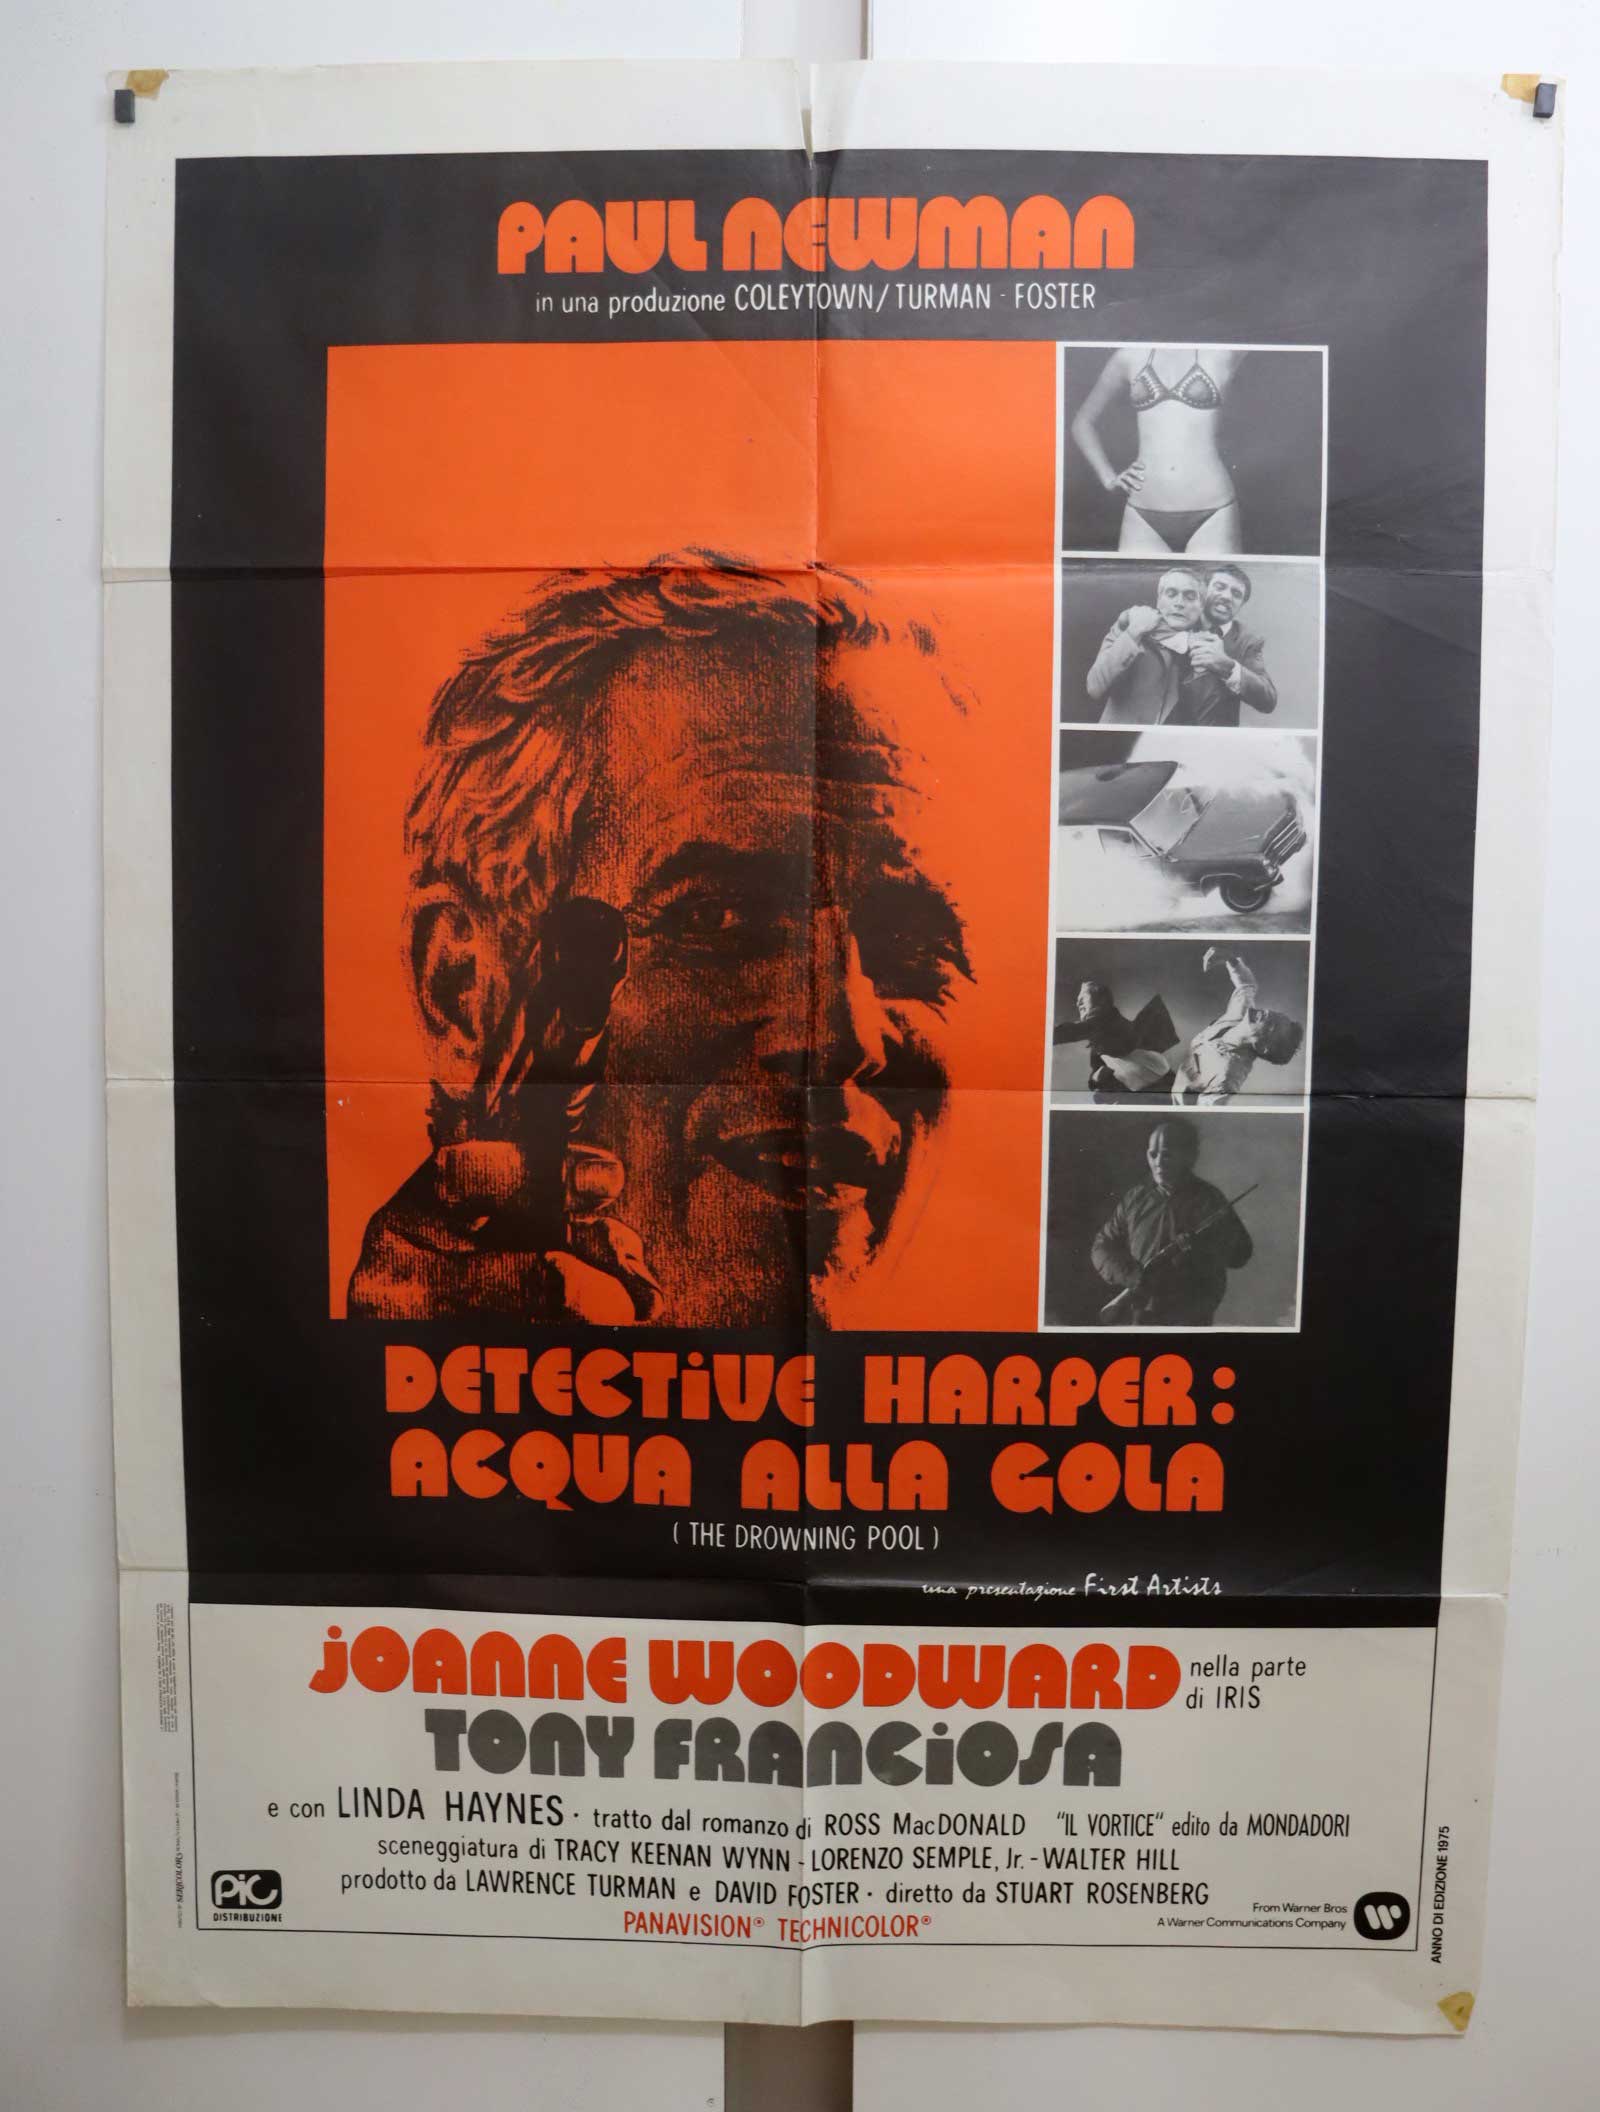 PAUL NEWMAN
in una produzione COLEYTOWN/TURMAN - FOSTER
DETECTIVE HARPER:
ACQUA ALLA GOLA
( THE DROWNING POOL )
una presentazione First Artists
JOANNE WOODWARD nella parte
di IRIS
TONY FRANCIOSA
e con LINDA HAYNES · tratto dal romanzo di ROSS MacDONALD "IL VORTICE" edito da MONDADORI
sceneggiatura di TRACY KEENAN WYNN - LORENZO SEMPLE, Jr. - WALTER HILL
prodotto da LAWRENCE TURMAN e DAVID FOSTER · diretto da STUART ROSENBERG
PANAVISION® TECHNICOLOR®
PIC
DISTRIBUZIONE
From Warner Bros
A Warner Communications Company
ANNO DI EDIZIONE 1975